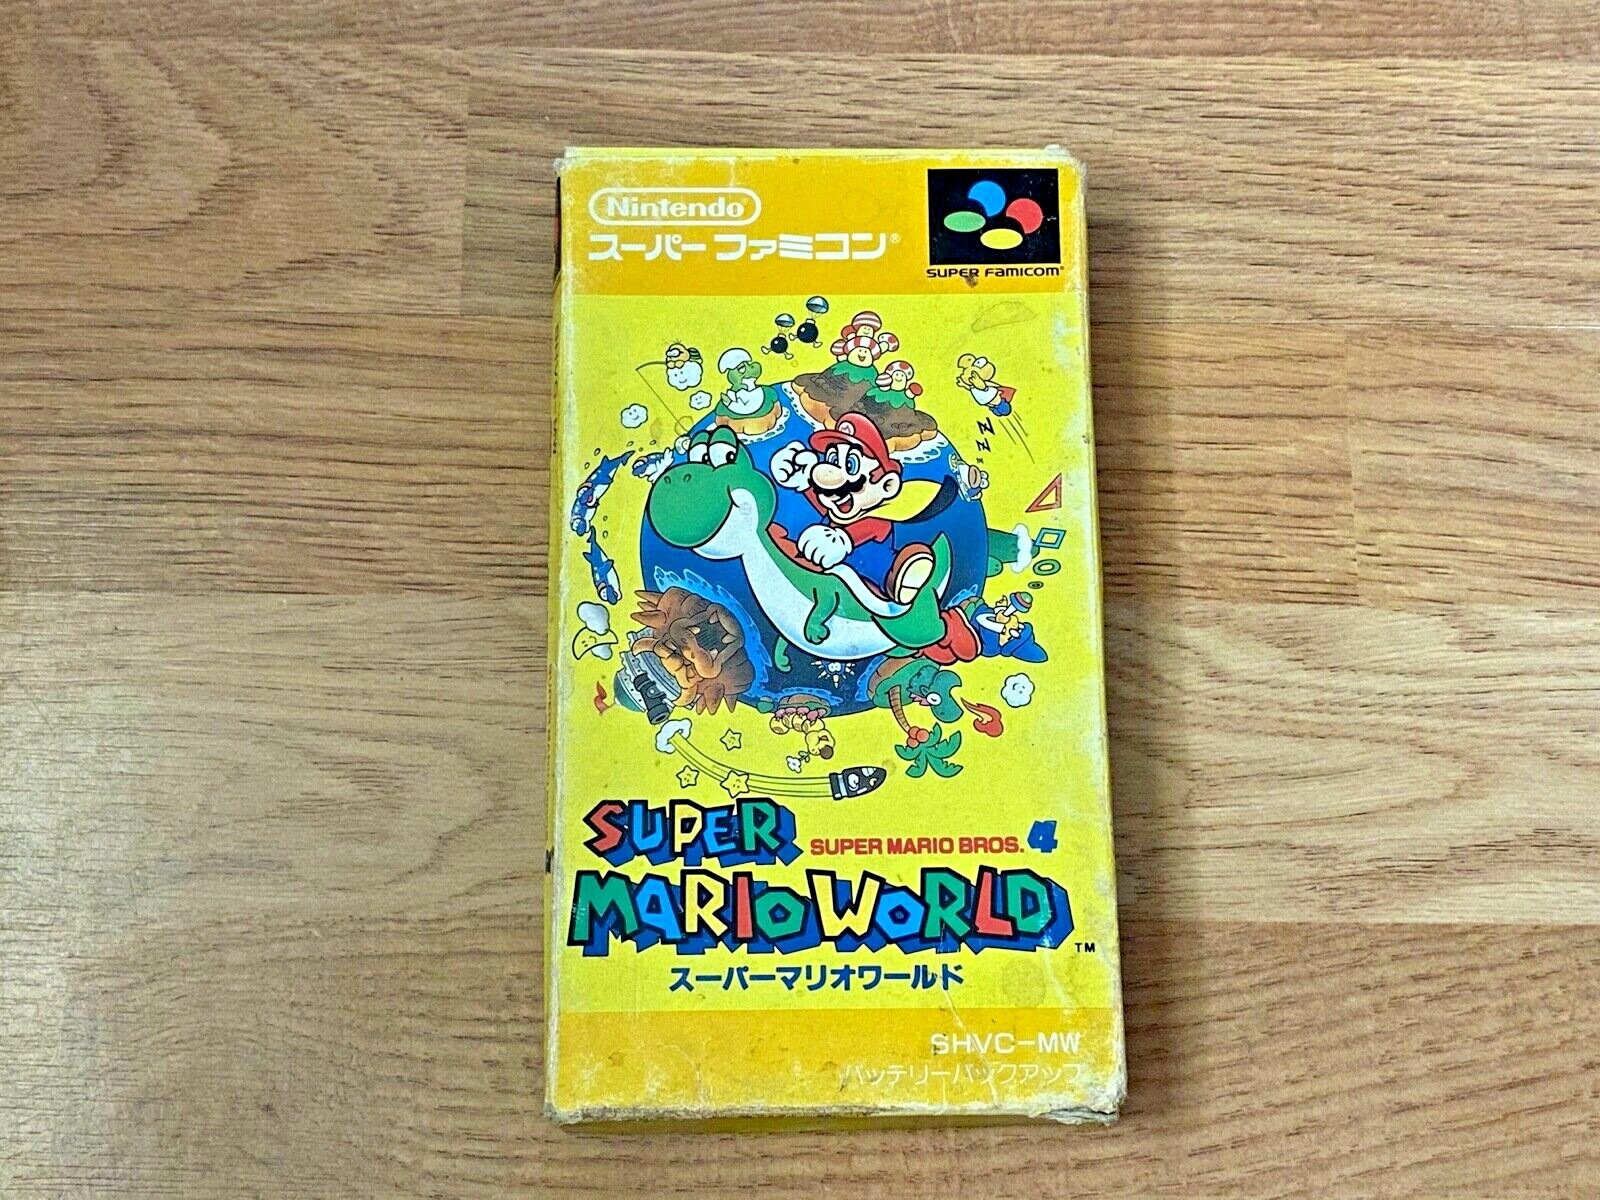 Nintendo
スーパーファミコン®
SUPER FAMICOM
Z
Z
Z
SUPER
SUPER MARIO BROS. 4
MARIO WORLD TM
スーパーマリオワールド
SHVC-MW
バッテリーバックアップ